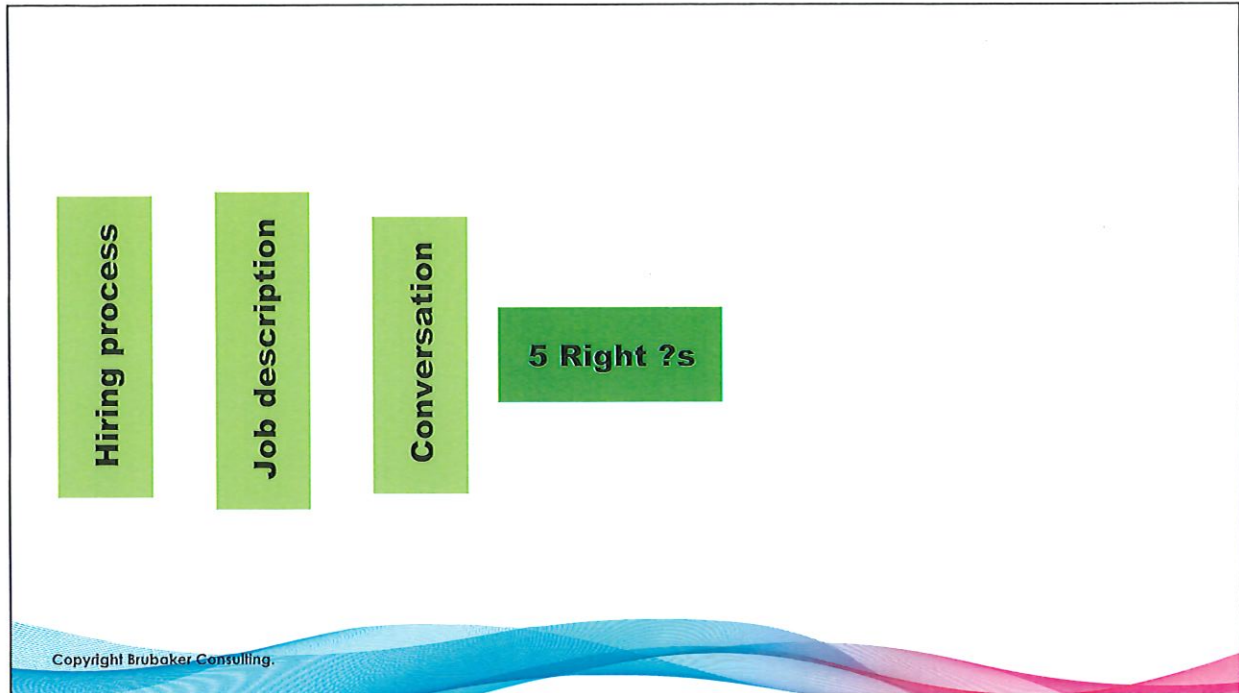 Hiring process
Job description
Conversation
5 Right ?s
Copyright Brubaker Consulting.